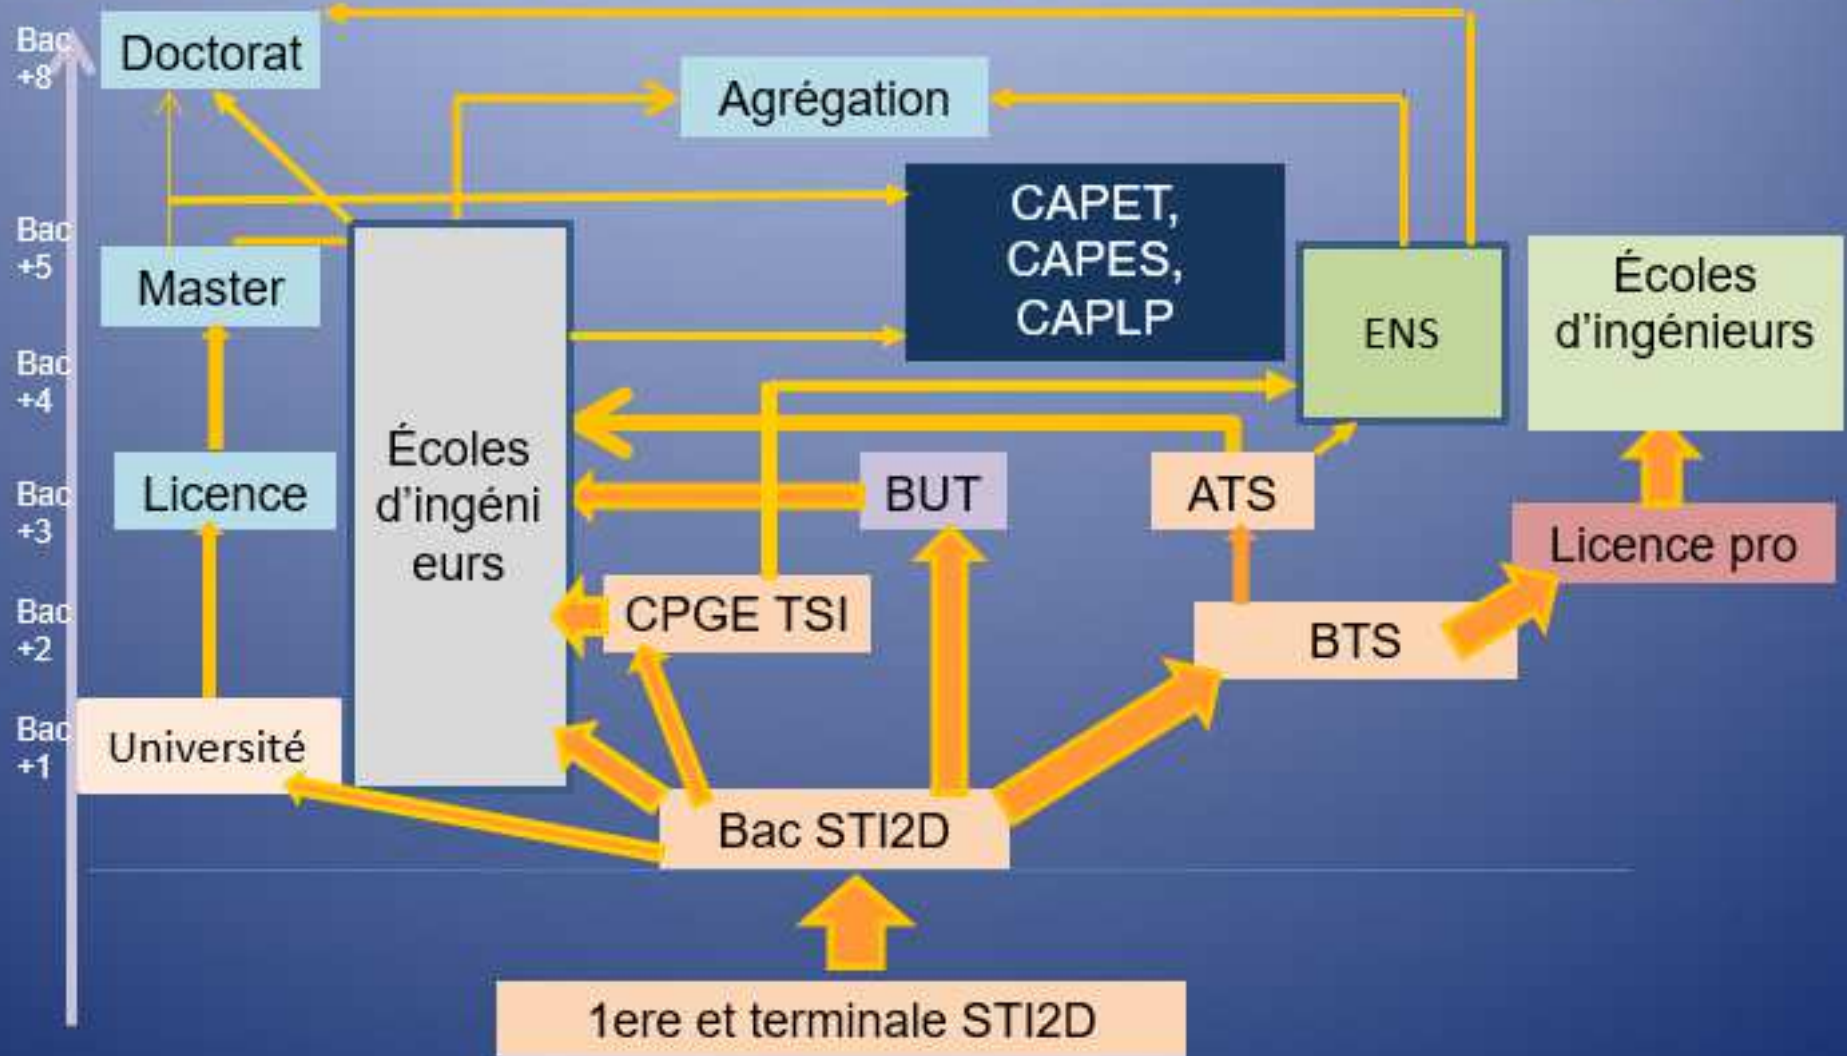 Bac
+8
Doctorat
Agrégation
CAPET,
CAPES,
CAPLP
Bac
+5
Master
ENS
Écoles
d'ingénieurs
Bac
+4
Écoles
d'ingéni
eurs
Bac
+3
Licence
BUT
ATS
Licence pro
Bac
+2
CPGE TSI
BTS
Bac
+1
Université
Bac STI2D
1ere et terminale STI2D